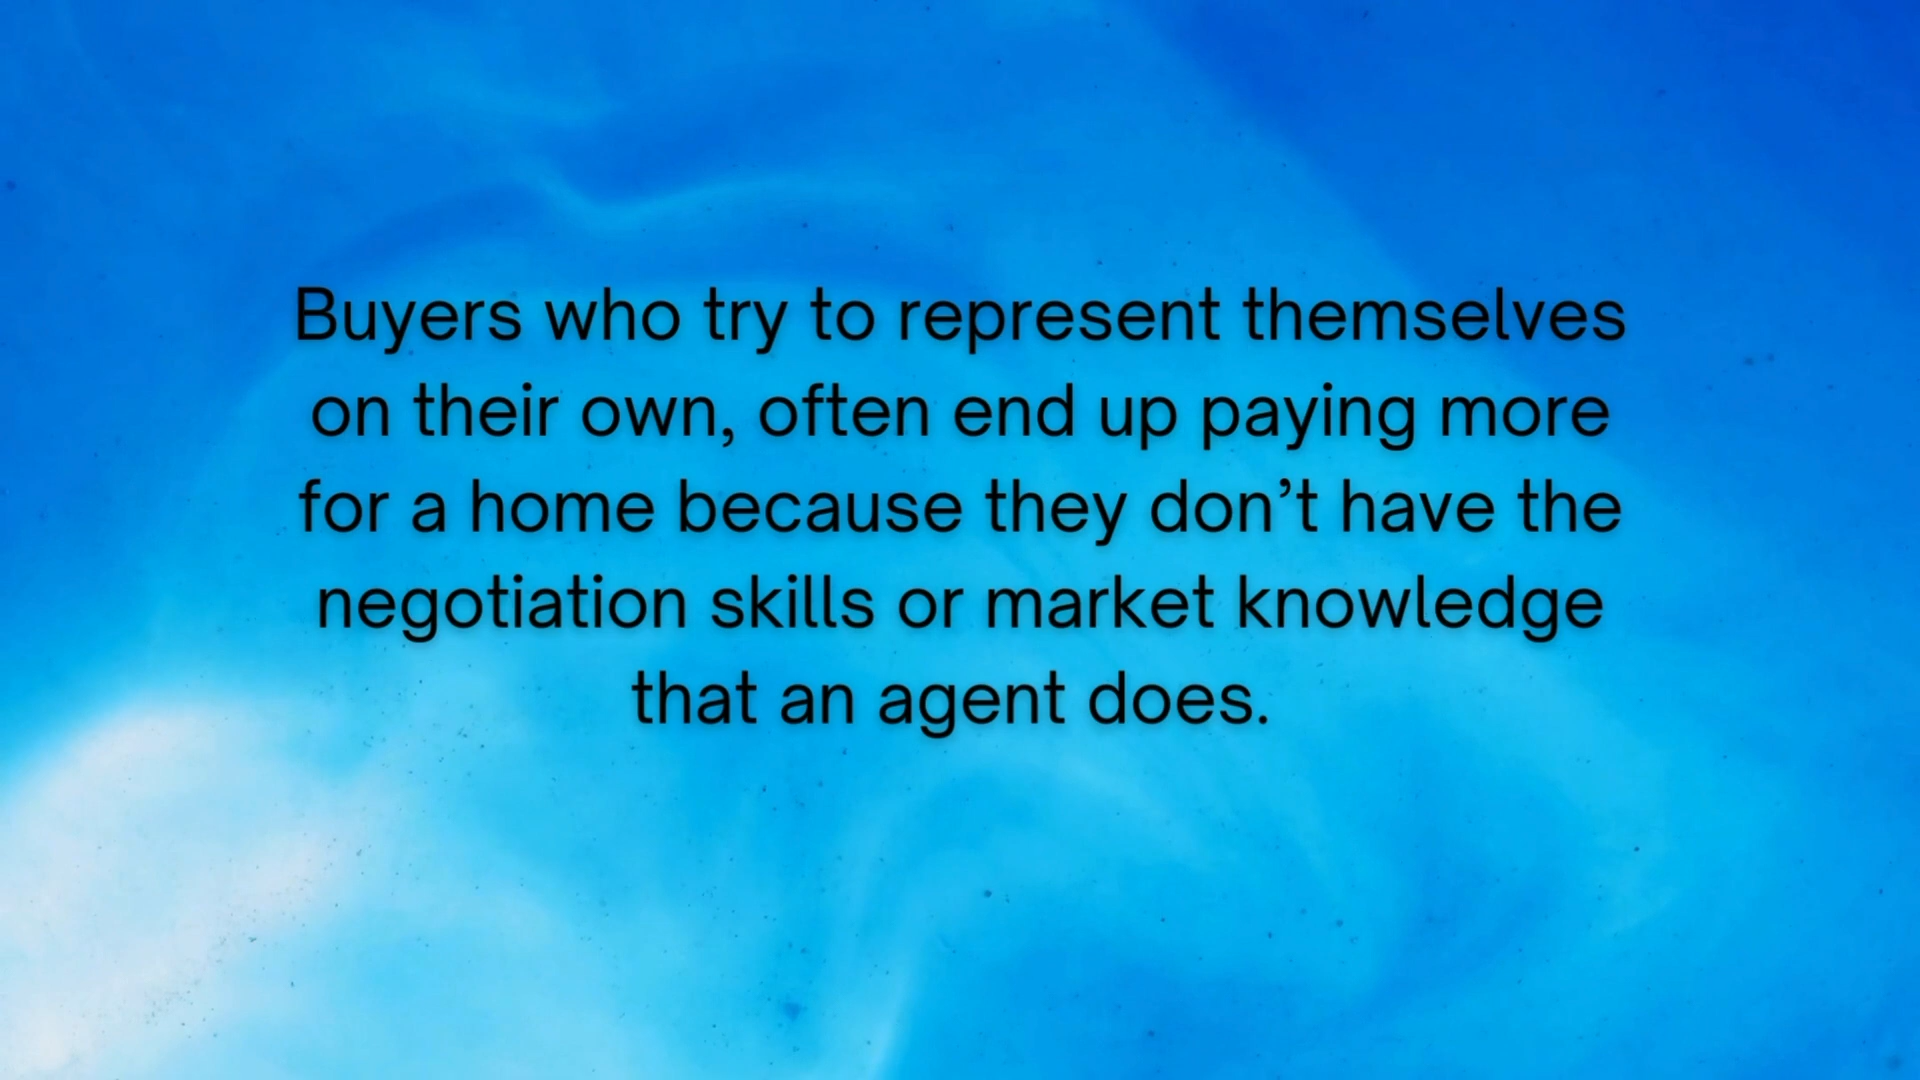 Buyers who try to represent themselves
on their own, often end up paying more
for a home because they don’t have the
negotiation skills or market knowledge
that an agent does.